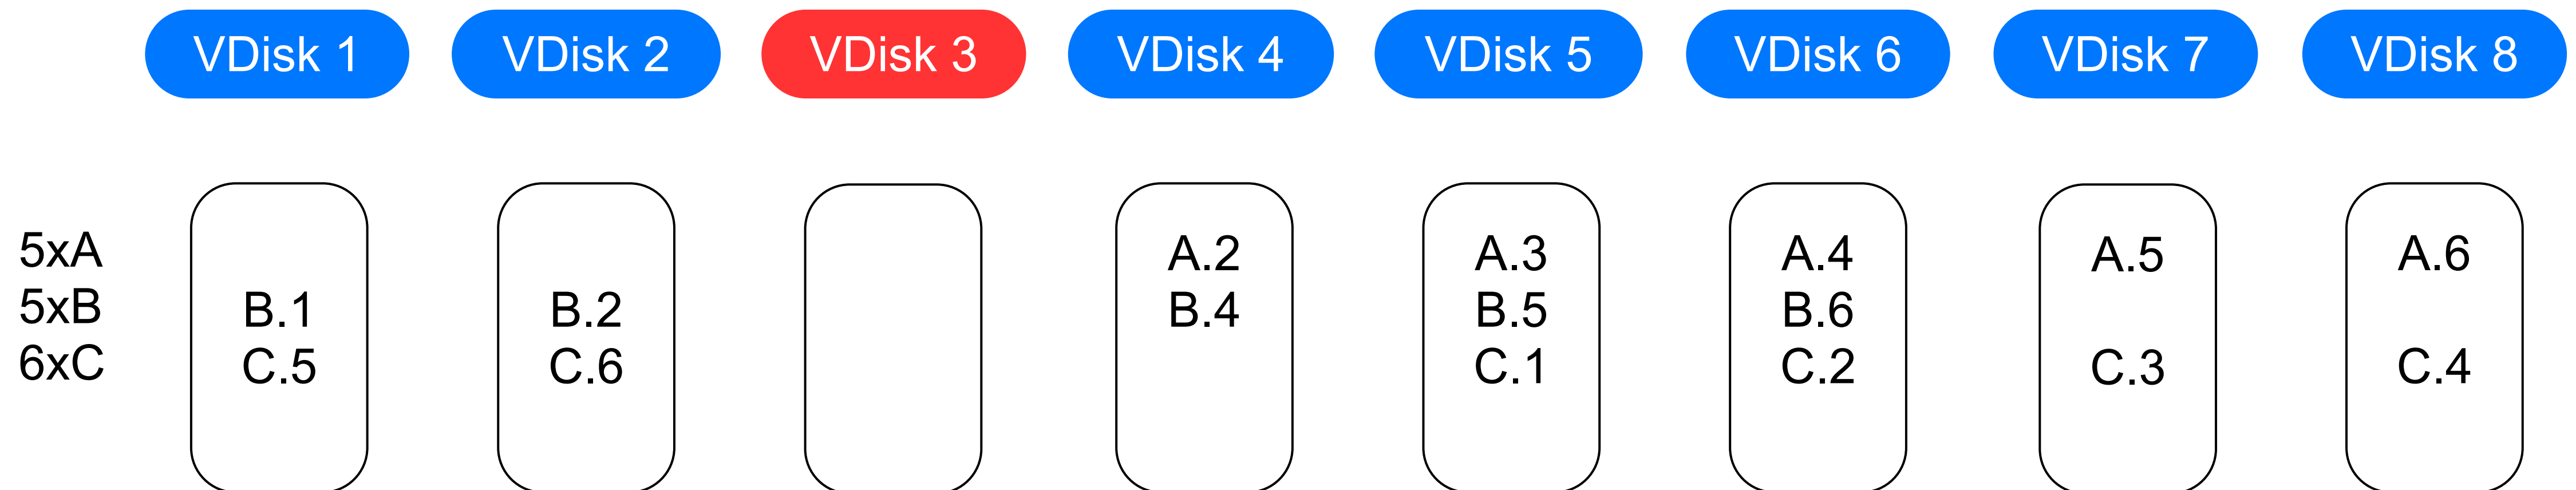 VDisk 1 VDisk 2 VDisk 3 VDisk 4 VDisk 5 VDisk 6 VDisk 7 VDisk 8
5xA A.2 A.3 A.4 A.5 A.6
5xB B.1 B.2 B.4 B.5 B.6
6xC C.5 C.6 C.1 C.2 C.3 C.4